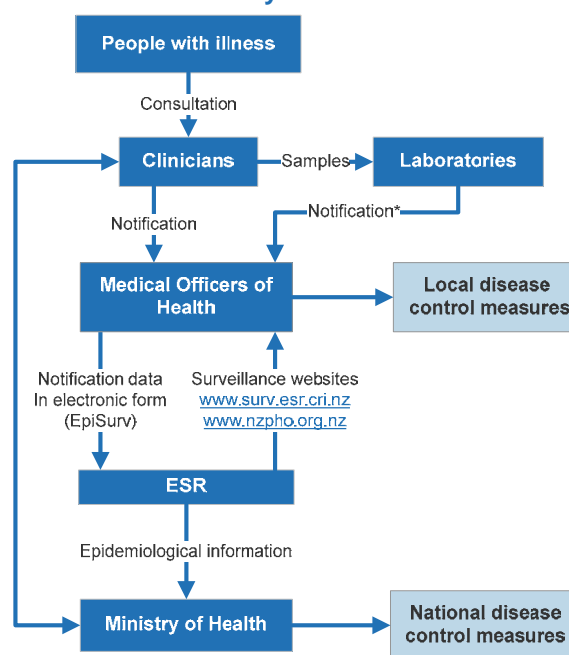 People with illness
Consultation
Clinicians
Samples
Laboratories
Notification
Notification*
Medical Officers of
Health
Local disease
control measures
Notification data
In electronic form
(EpiSurv)
Surveillance websites
www.surv.esr.cri.nz
www.nzpho.org.nz
ESR
Epidemiological information
Ministry of Health
National disease
control measures